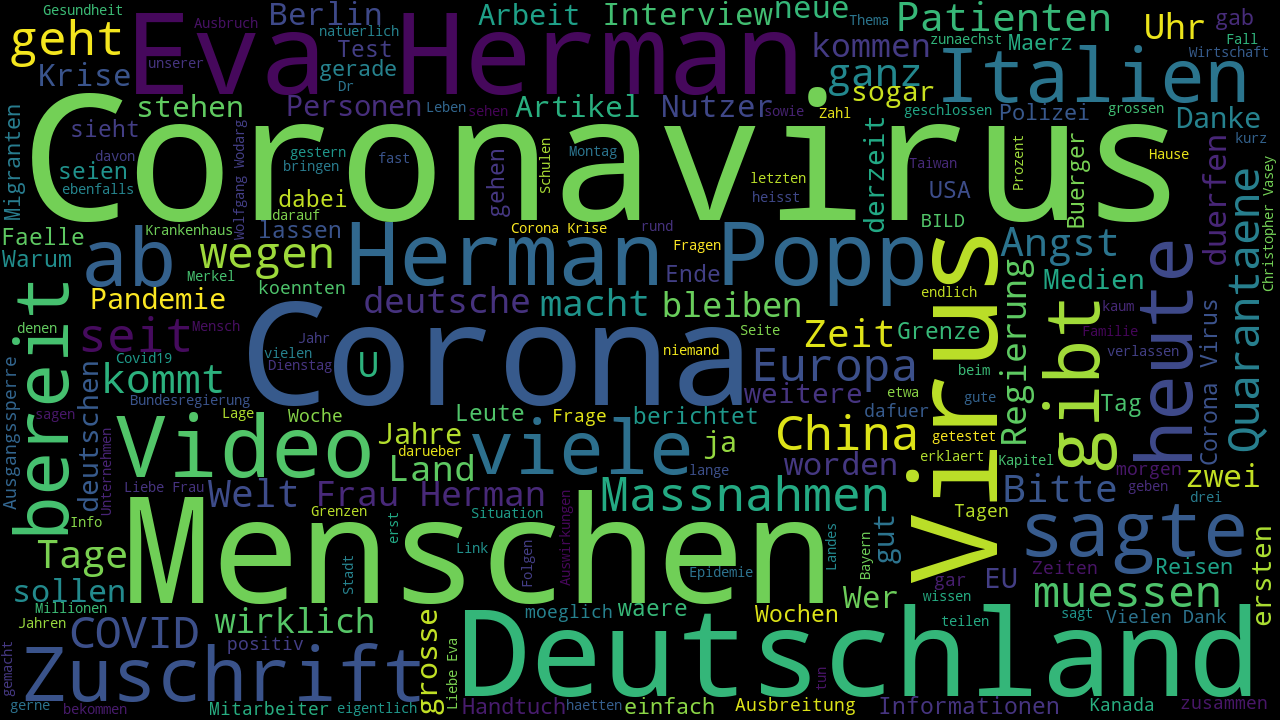 Gesundheit
Ausbruch
Berlin
natuerlich
Arbeit
Interview
neue
Thema
Patienten
Uhr
gab
Fall
geht
Eva Herman
unserer
Test
kommen
zunaechst
Maerz
Wirtschaft
Krise
gerade
Dr
ganz
Italien
stehen
Personen
Leben
sehen
Artikel
Nutzer
sowie
Zahl
sogar
geschlossen
Polizei
grossen
Danke
Migranten
sieht
davon
seien
ebenfalls
Coronavirus
gestern
bringen
fast
gehen
Schulen
Montag
letzten
heisst
derzeit
Taiwan
USA
BILD
Prozent
Buerger
Hause
duerfen
kurz
Wolfgang Wodarg
dabei
darauf
Faelle
Warum
Krankenhaus
lassen
Corona Krise
rund
Fragen
ab
wegen
Merkel
koennten
Herman Popp
Ende
virus
endlich
Angst
Medien
heute
Quarantaene
Christopher Vasey
Pandemie
deutsche
macht
bleiben
bereit
denen
seit
Mensch
Jahr
vielen
Dienstag
U
Corona
Seite
niemand
Zeit
Grenze
Regierung
gibt
kaum
Familie
verlassen
Corona Virus
Covid19
kommt
Bundesregierung
Europa
weitere
etwa
beim
gute
Ausgangssperre
sagen
deutschen
Unternehmen
Lage
Woche
Leute
Frage
berichtet
dafuer
Tag
Video
Jahre
darueber
Land
viele
ja
lange
China
getestet
erklaert
Kapitel
morgen
geben
zwei
Liebe Frau
Welt
Frau Herman
Massnahmen
worden
Bitte
drei
Info
Grenzen
erst
Situation
Link
Folgen
Auswirkungen
Tagen
sagte
ersten
Tage
Menschen
Stadt
Epidemie
Landes
Bayern
gut
gar
EU
Zeiten
Reisen
wissen
sollen
Millionen
Jahren
wirklich
moeglich
waere
Wochen
Wer
muessen
teilen
sagt
Vielen Dank
COVID
positiv
grosse
Liebe Eva
Deutschland
Zuschrift
tun
gemacht
gerne
bekommen
Mitarbeiter
eigentlich
Handtuch
haetten
einfach
Ausbreitung
Informationen
Kanada
zusammen